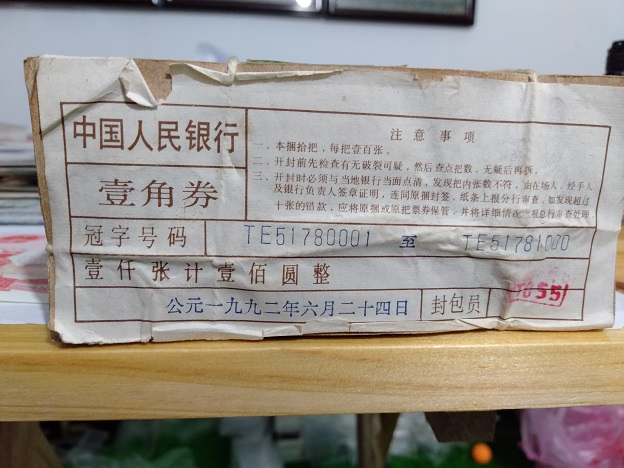 中国人民银行
壹角券
注意事项
一、本捆拾把，每把壹百张。
二、开封前先检查有无破裂可疑，然后查点把数，无疑后再拆。
三、开封时必须与当地银行当面点清，发现把内张数不符，由在场人、经手人
及银行负责人签章证明，连同原捆封签、纸条上报分行审查。如发现超过
十张的错款，应将原捆或原把票券保管；并将详细情况报总行审查处理
冠字号码 TE51780001 至 TE51781000
壹仟张计壹佰圆整
公元一九九二年六月二十四日 封包员 551